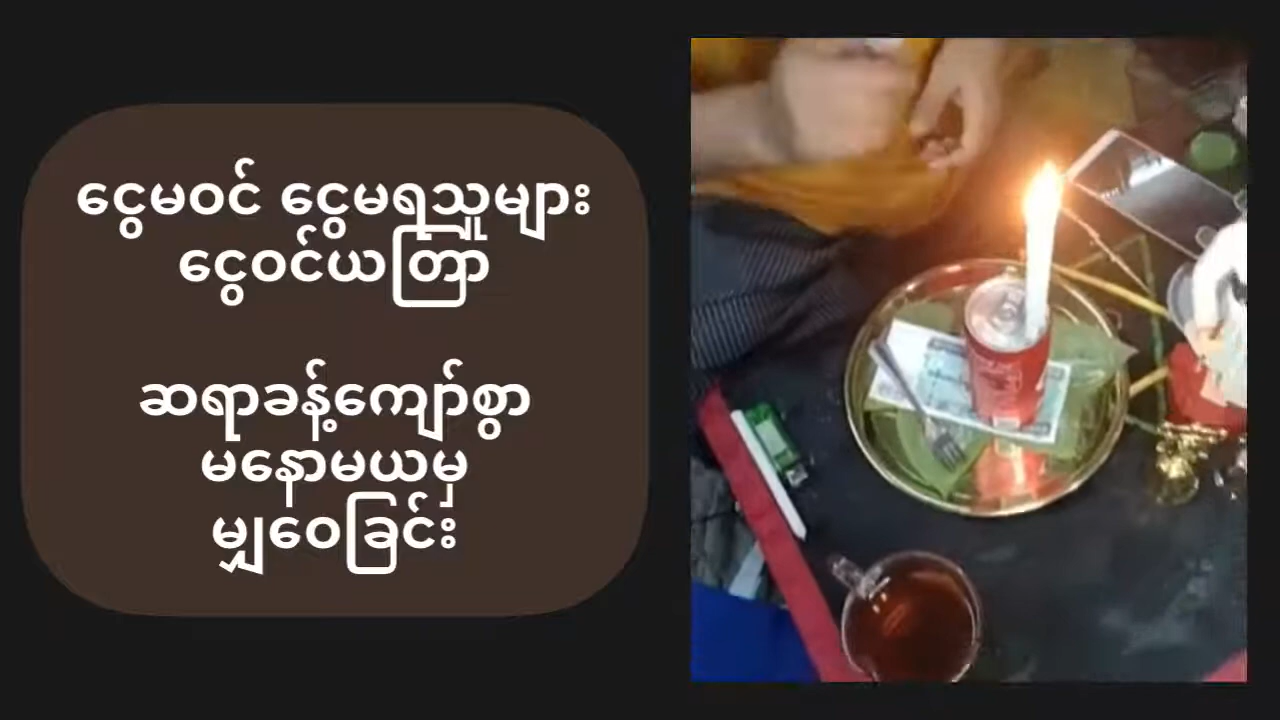 ငွေမဝင် ငွေမရသူများ
ငွေဝင်ယတြာ
ဆရာခန့်ကျော်စွာ
မနောမယမှ
မျှဝေခြင်း